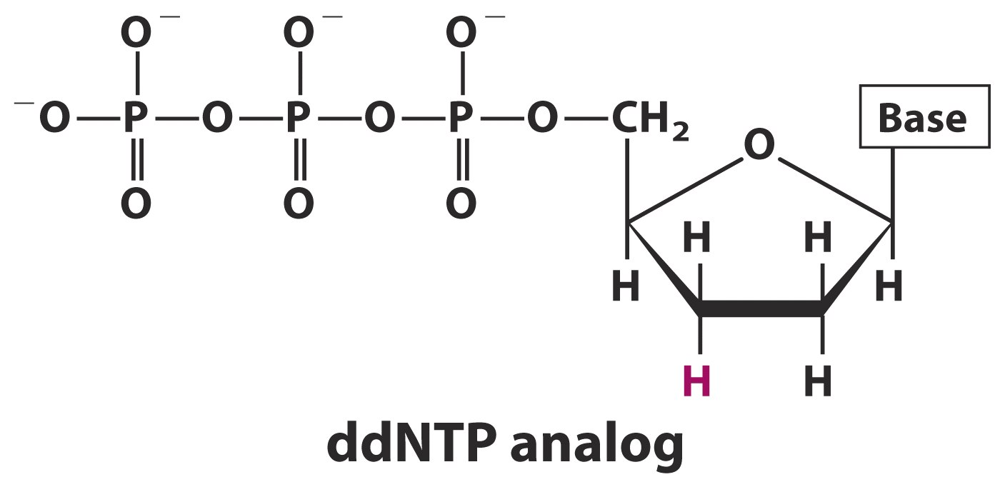 O⁻ O⁻ O⁻
⁻O P O P O P O CH₂ O Base
O O O
H H
H H
H H
ddNTP analog